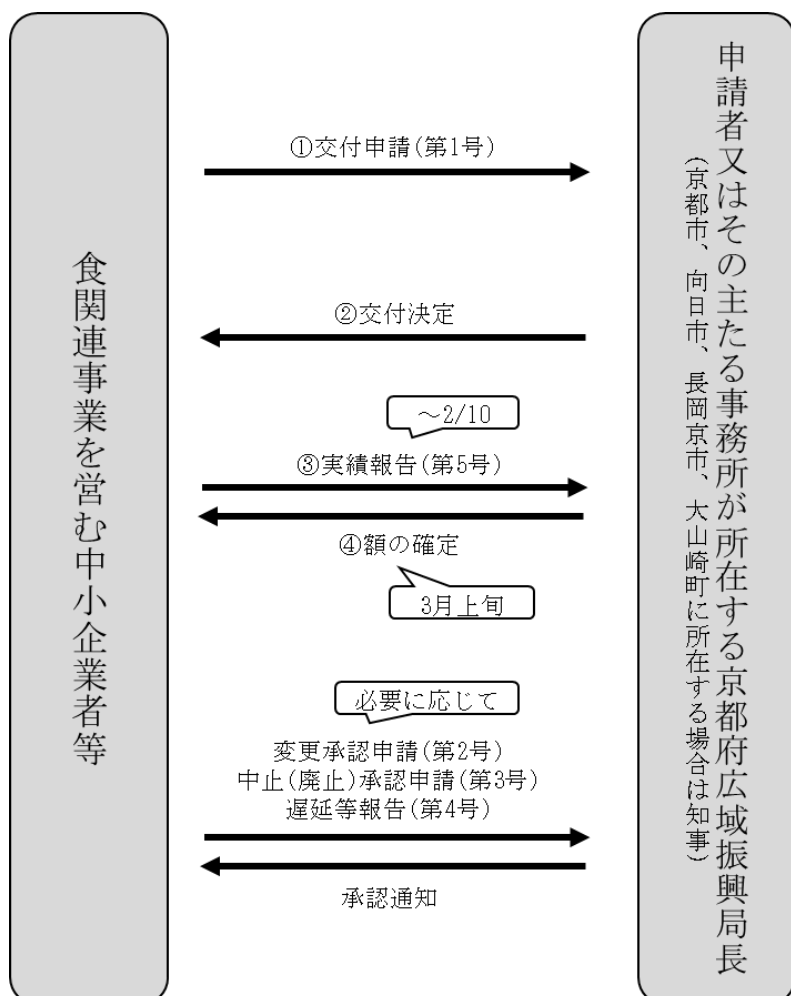 食関連事業を営む中小企業者等
①交付申請(第1号)
②交付決定
～2/10
③実績報告(第5号)
④額の確定
3月上旬
必要に応じて
変更承認申請(第2号)
中止(廃止)承認申請(第3号)
遅延等報告(第4号)
承認通知
申請者又はその主たる事務所が所在する京都府広域振興局長
(京都市、向日市、長岡京市、大山崎町に所在する場合は知事)